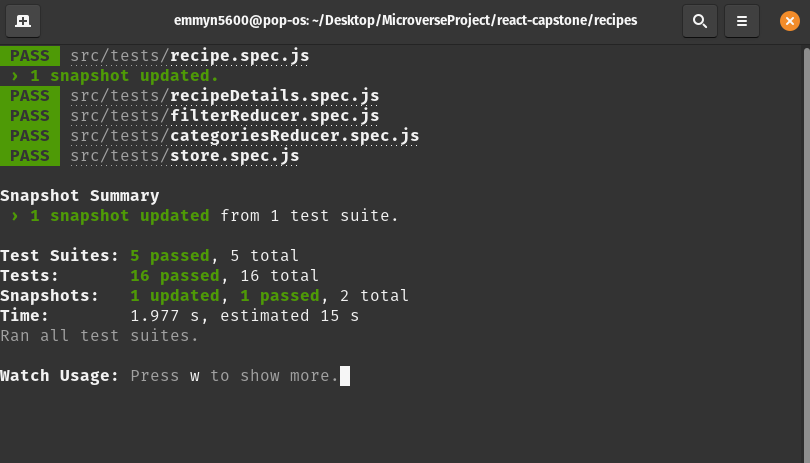 emmyn5600@pop-os: ~/Desktop/MicroverseProject/react-capstone/recipes
PASS src/tests/recipe.spec.js
› 1 snapshot updated.
PASS src/tests/recipeDetails.spec.js
PASS src/tests/filterReducer.spec.js
PASS src/tests/categoriesReducer.spec.js
PASS src/tests/store.spec.js
Snapshot Summary
› 1 snapshot updated from 1 test suite.
Test Suites: 5 passed, 5 total
Tests: 16 passed, 16 total
Snapshots: 1 updated, 1 passed, 2 total
Time: 1.977 s, estimated 15 s
Ran all test suites.
Watch Usage: Press w to show more.